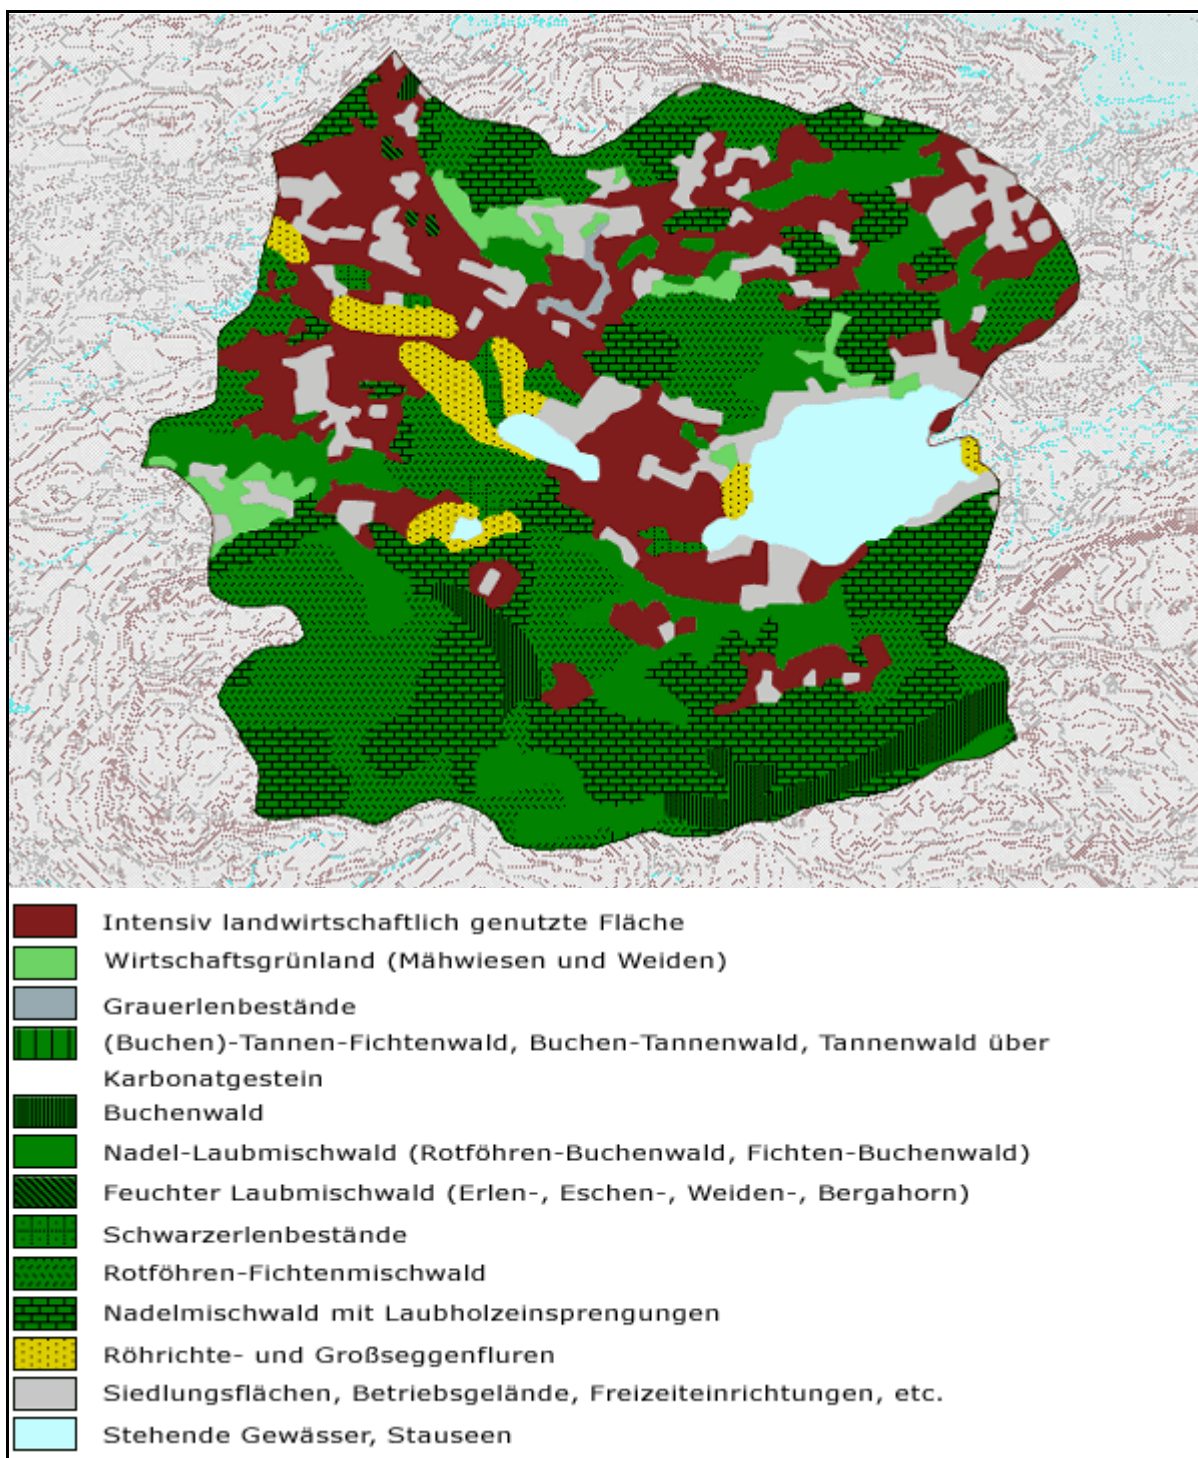 Intensiv landwirtschaftlich genutzte Fläche
Wirtschaftsgrünland (Mähwiesen und Weiden)
Grauerlenbestände
(Buchen)-Tannen-Fichtenwald, Buchen-Tannenwald, Tannenwald über
Karbonatgestein
Buchenwald
Nadel-Laubmischwald (Rotföhren-Buchenwald, Fichten-Buchenwald)
Feuchter Laubmischwald (Erlen-, Eschen-, Weiden-, Bergahorn)
Schwarzerlenbestände
Rotföhren-Fichtenmischwald
Nadelmischwald mit Laubholzeinsprengungen
Röhrichte- und Großseggenfluren
Siedlungsflächen, Betriebsgelände, Freizeiteinrichtungen, etc.
Stehende Gewässer, Stauseen